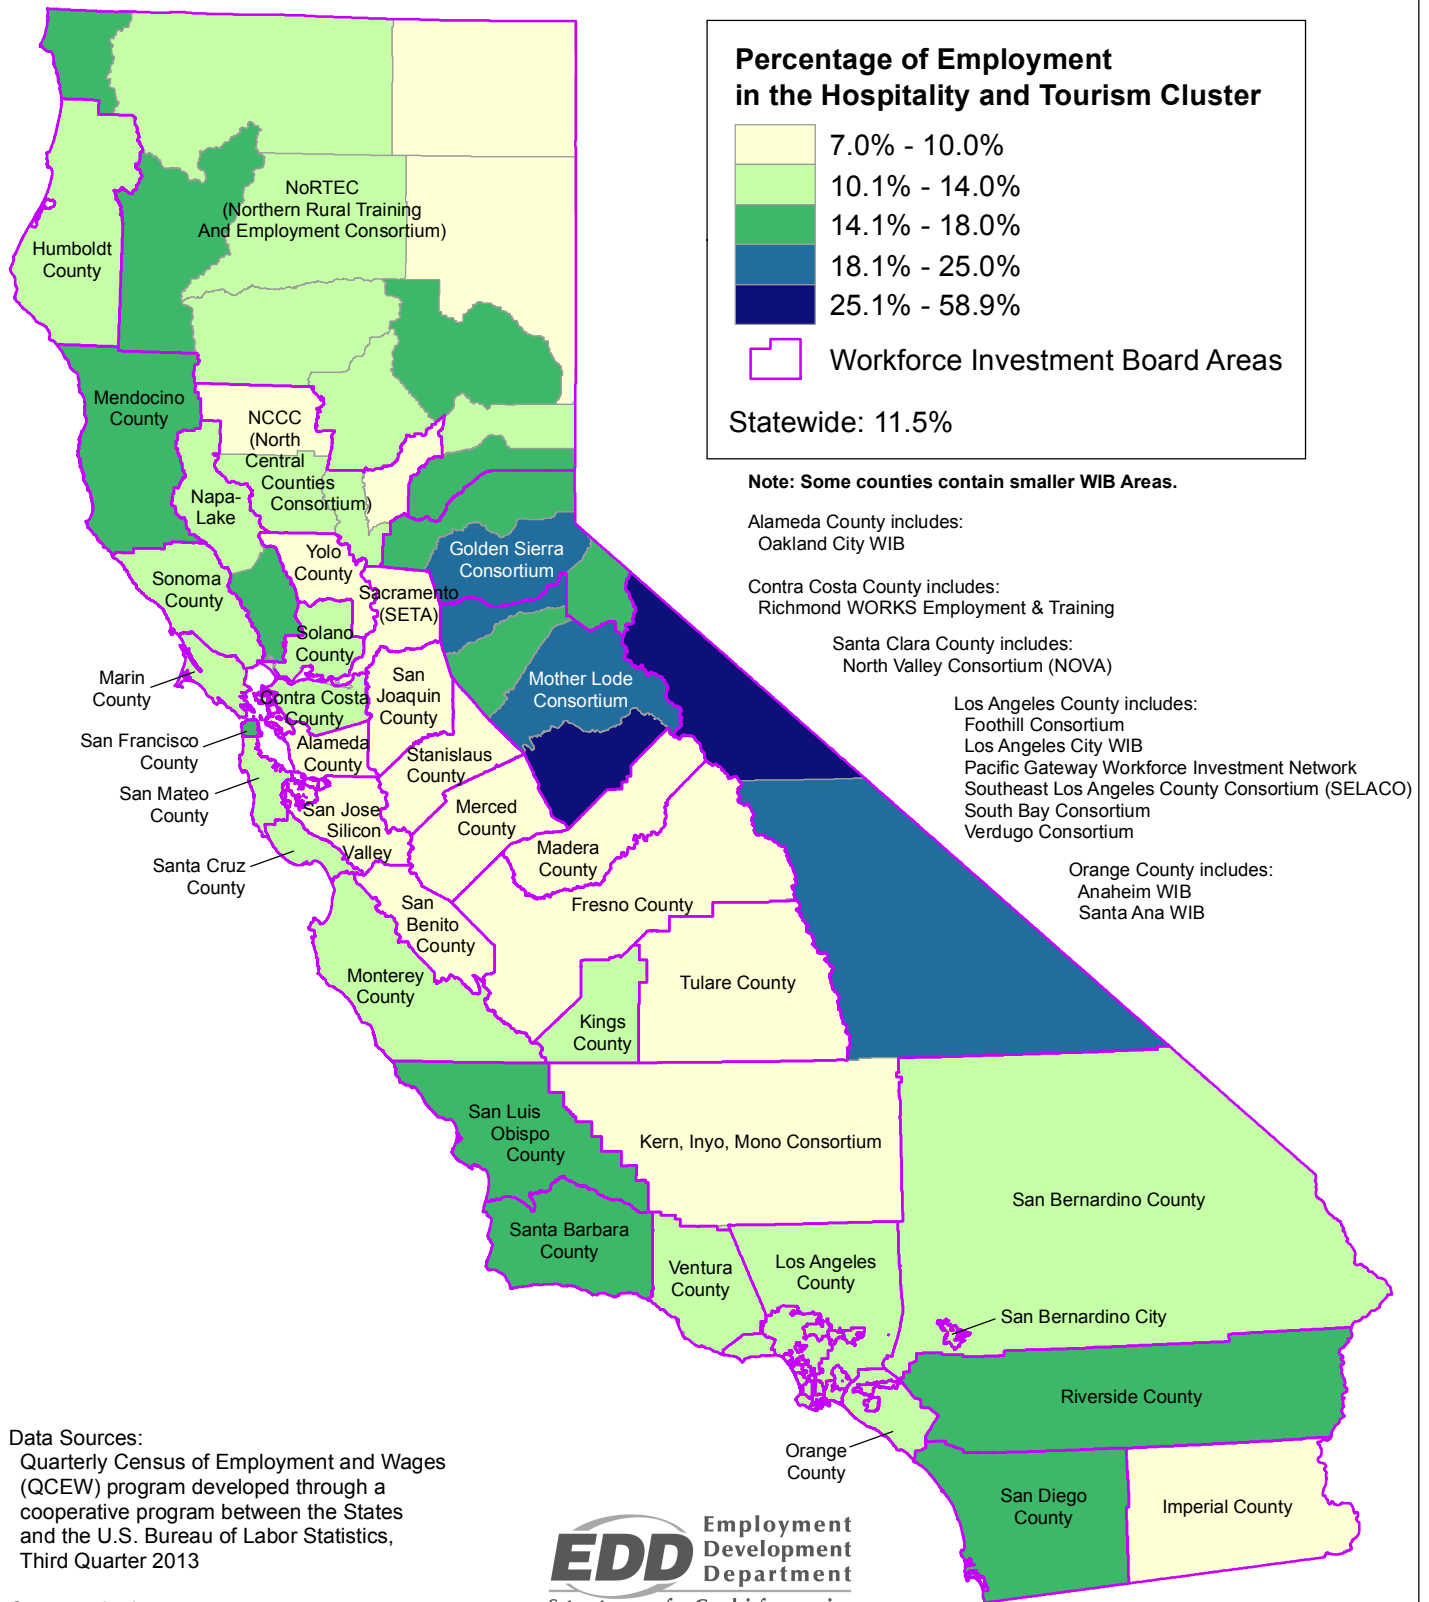 Percentage of Employment
in the Hospitality and Tourism Cluster
7.0% - 10.0%
10.1% - 14.0%
14.1% - 18.0%
18.1% - 25.0%
25.1% - 58.9%
Workforce Investment Board Areas
Statewide: 11.5%
Note: Some counties contain smaller WIB Areas.
Alameda County includes:
Oakland City WIB
Contra Costa County includes:
Richmond WORKS Employment & Training
Santa Clara County includes:
North Valley Consortium (NOVA)
Los Angeles County includes:
Foothill Consortium
Los Angeles City WIB
Pacific Gateway Workforce Investment Network
Southeast Los Angeles County Consortium (SELACO)
South Bay Consortium
Verdugo Consortium
Orange County includes:
Anaheim WIB
Santa Ana WIB
NoRTEC
(Northern Rural Training
And Employment Consortium)
Humboldt
County
Mendocino
County
NCCC
(North
Central
Counties
Consortium)
Napa-
Lake
Yolo
County
Golden Sierra
Consortium
Sonoma
County
Sacramento
(SETA)
Solano
County
Marin
County
Contra Costa
County
San
Joaquin
County
Mother Lode
Consortium
San Francisco
County
Alameda
County
Stanislaus
County
San Mateo
County
San Jose
Silicon
Valley
Merced
County
Santa Cruz
County
Madera
County
San
Benito
County
Fresno County
Monterey
County
Tulare County
Kings
County
San Luis
Obispo
County
Kern, Inyo, Mono Consortium
San Bernardino County
Santa Barbara
County
Ventura
County
Los Angeles
County
San Bernardino City
Riverside County
Orange
County
San Diego
County
Imperial County
Data Sources:
Quarterly Census of Employment and Wages
(QCEW) program developed through a
cooperative program between the States
and the U.S. Bureau of Labor Statistics,
Third Quarter 2013
EDD
Employment
Development
Department